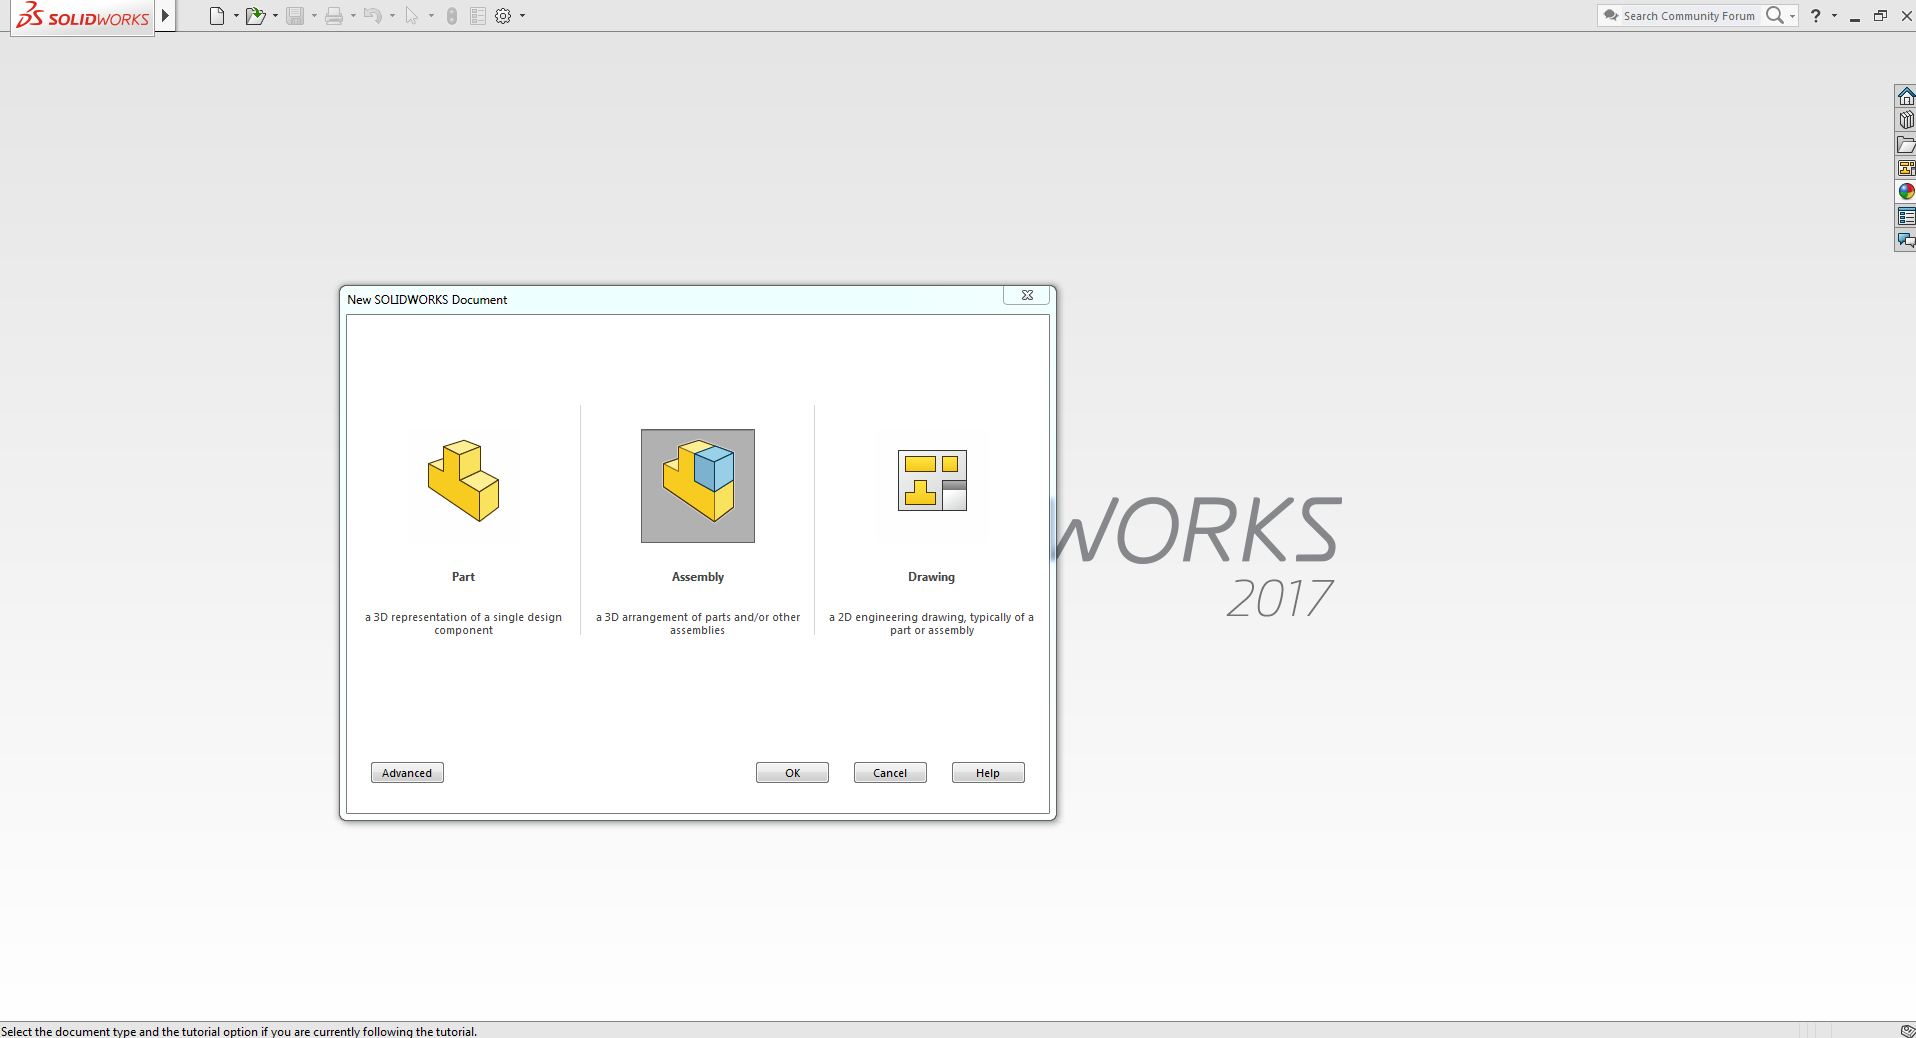 SOLIDWORKS
Search Community Forum
?
New SOLIDWORKS Document
Part
a 3D representation of a single design
component
Assembly
a 3D arrangement of parts and/or other
assemblies
Drawing
a 2D engineering drawing, typically of a
part or assembly
WORKS
2017
Advanced
OK
Cancel
Help
Select the document type and the tutorial option if you are currently following the tutorial.